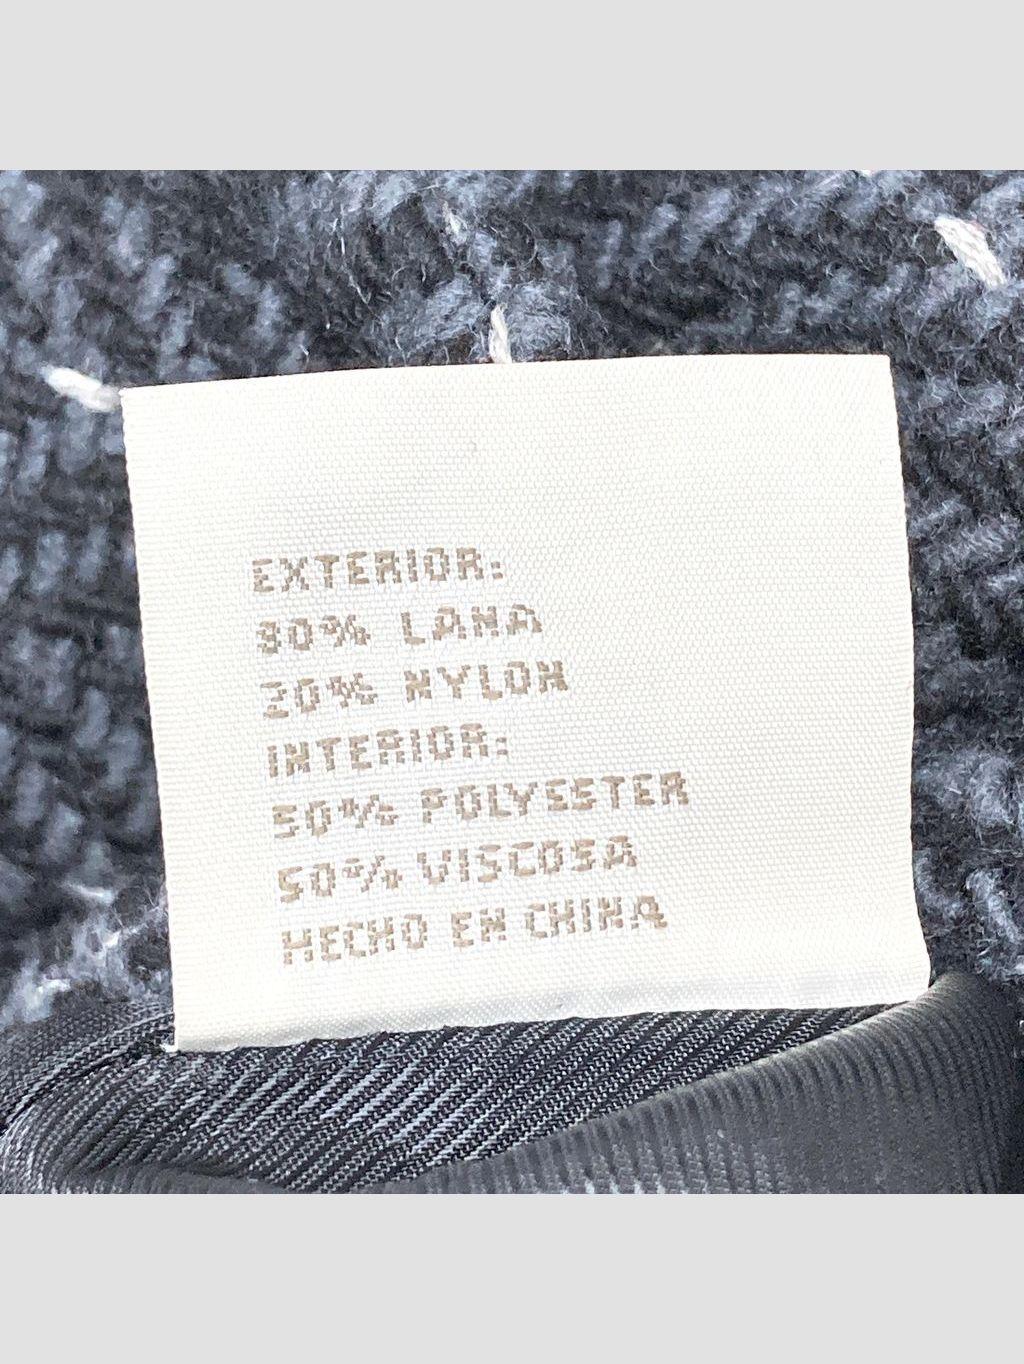 EXTERIOR:
80% LANA
20% NYLON
INTERIOR:
50% POLYESTER
50% VISCOSA
HECHO EN CHINA